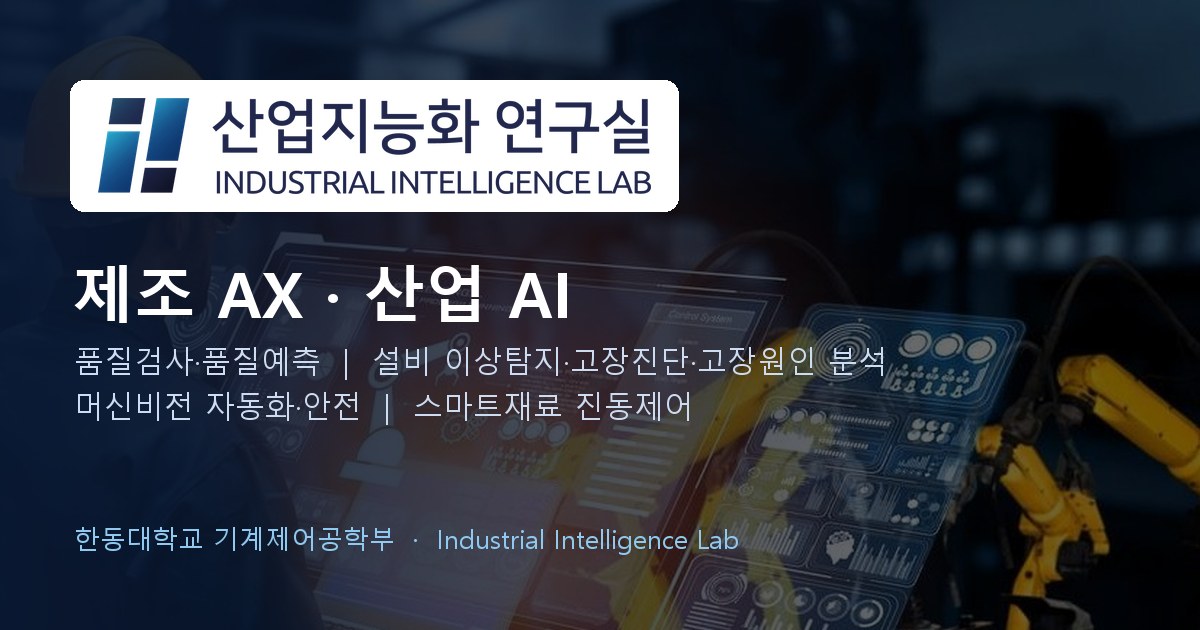 산업지능화 연구실
INDUSTRIAL INTELLIGENCE LAB
제조 AX · 산업 AI
품질검사·품질예측 | 설비 이상탐지·고장진단·고장원인 분석
머신비전 자동화·안전 | 스마트재료 진동제어
Control System
한동대학교 기계제어공학부 · Industrial Intelligence Lab